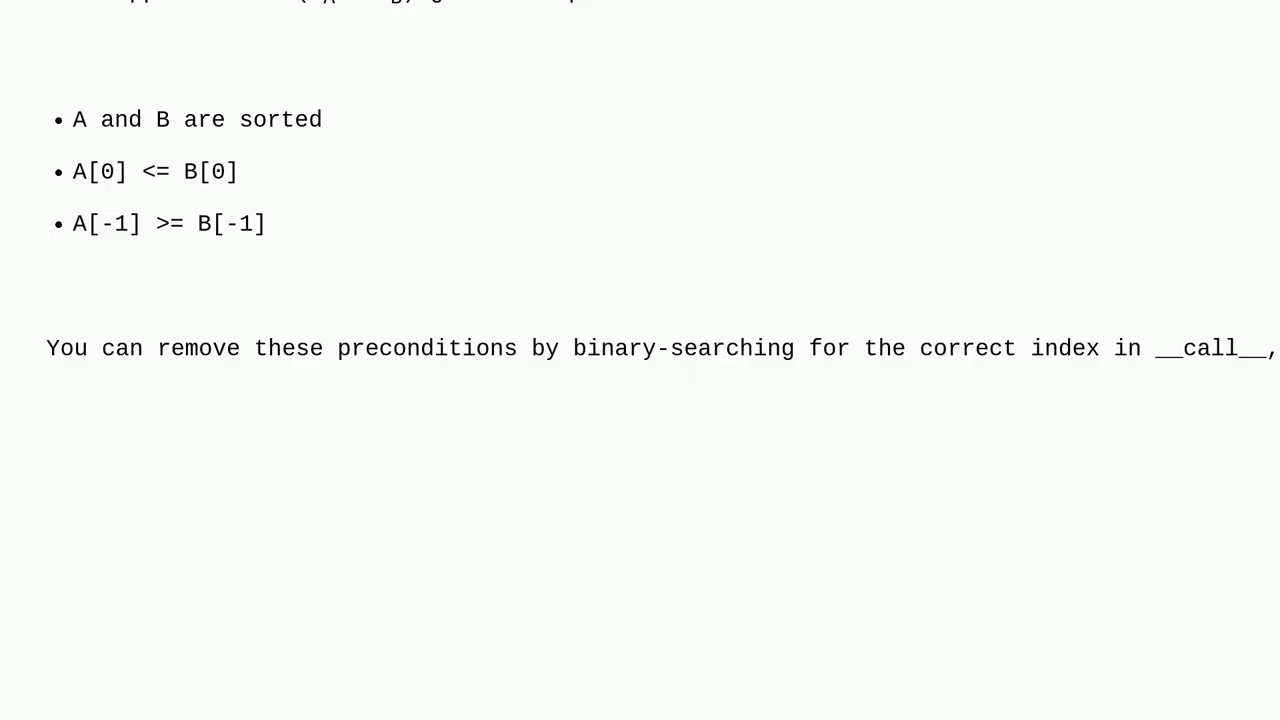 • A and B are sorted
• A[0] <= B[0]
• A[-1] >= B[-1]
You can remove these preconditions by binary-searching for the correct index in __call__,